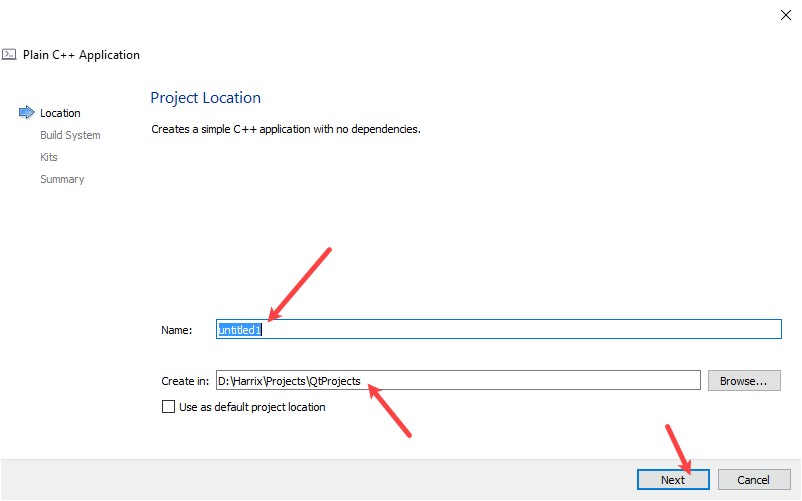 Plain C++ Application
Location
Build System
Kits
Summary
Project Location
Creates a simple C++ application with no dependencies.
Name: untitled1
Create in: D:\Harrix\Projects\QtProjects Browse...
Use as default project location
Next Cancel